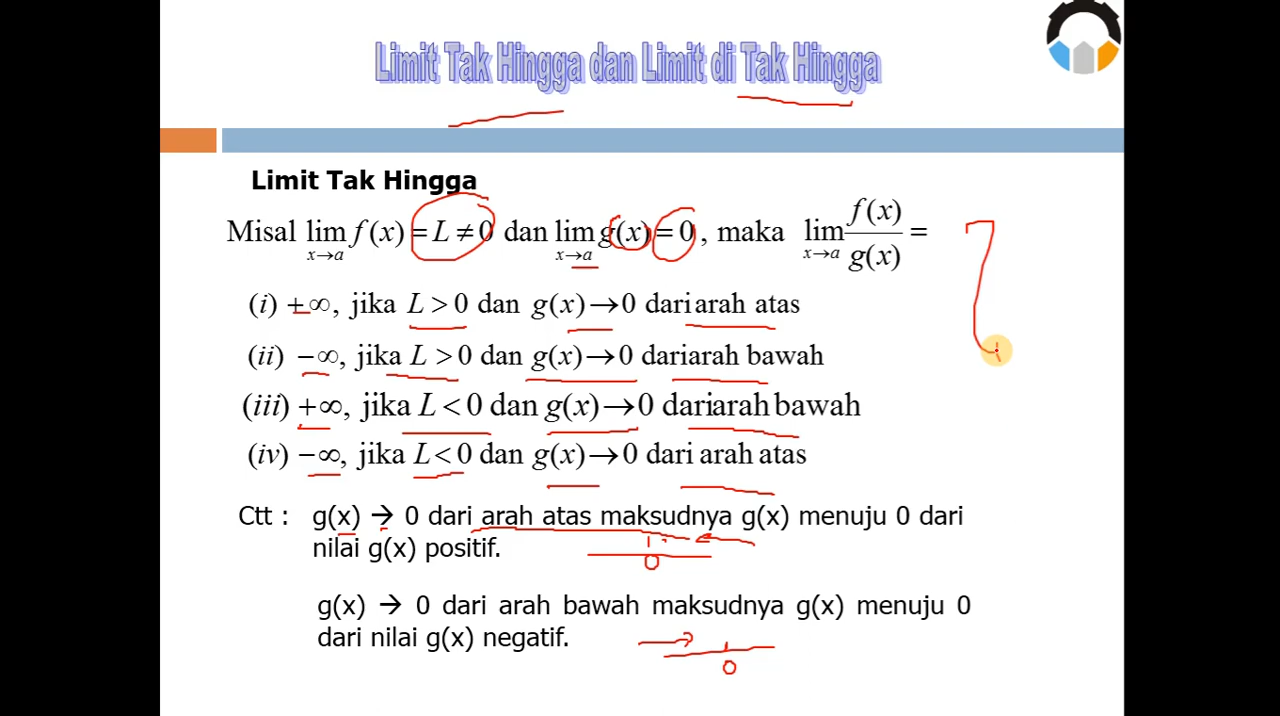 Limit Tak Hingga dan Limit di Tak Hingga
Limit Tak Hingga
Misal lim x→a f(x) = L ≠ 0 dan lim x→a g(x) = 0 , maka lim x→a f(x)/g(x) =
(i) +∞, jika L > 0 dan g(x) → 0 dari arah atas
(ii) −∞, jika L > 0 dan g(x) → 0 dariarah bawah
(iii) +∞, jika L < 0 dan g(x) → 0 dariarah bawah
(iv) −∞, jika L < 0 dan g(x) → 0 dari arah atas
Ctt : g(x) → 0 dari arah atas maksudnya g(x) menuju 0 dari
nilai g(x) positif.
0
g(x) → 0 dari arah bawah maksudnya g(x) menuju 0
dari nilai g(x) negatif.
0